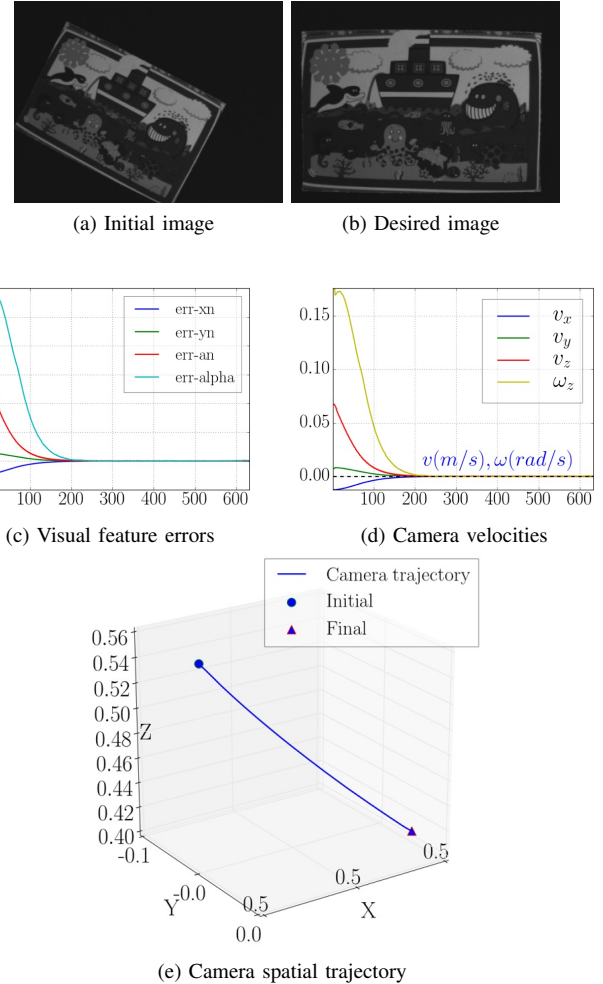 (a) Initial image
(b) Desired image
err-xn
err-yn
err-an
err-alpha
100 200 300 400 500 600
(c) Visual feature errors
0.15
0.10
0.05
0.00
v_x
v_y
v_z
ω_z
v(m/s), ω(rad/s)
100 200 300 400 500 600
(d) Camera velocities
Camera trajectory
Initial
Final
0.56
0.54
0.52
0.50
0.48
0.46
0.44
0.42
0.40
Z
-0.1
-0.0
0.0
Y
0.5
0.5
0.5
X
(e) Camera spatial trajectory